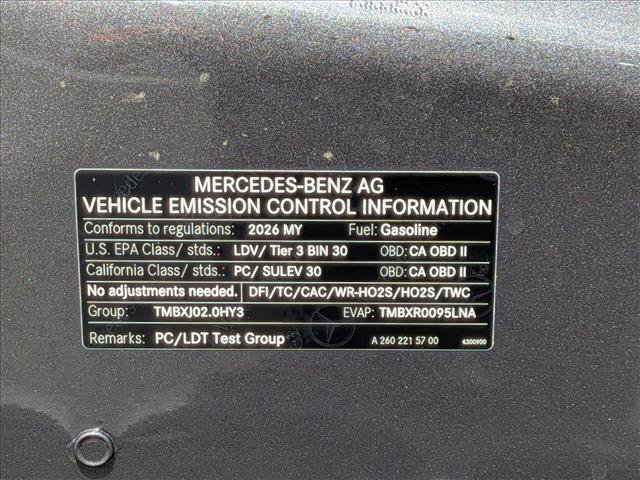 MERCEDES-BENZ AG
VEHICLE EMISSION CONTROL INFORMATION
Conforms to regulations: 2026 MY Fuel: Gasoline
U.S. EPA Class/ stds.: LDV/ Tier 3 BIN 30 OBD: CA OBD II
California Class/ stds.: PC/ SULEV 30 OBD: CA OBD II
No adjustments needed. DFI/TC/CAC/WR-HO2S/HO2S/TWC
Group: TMBXJ02.0HY3 EVAP: TMBXR0095LNA
Remarks: PC/LDT Test Group A 260 221 57 00 4300900